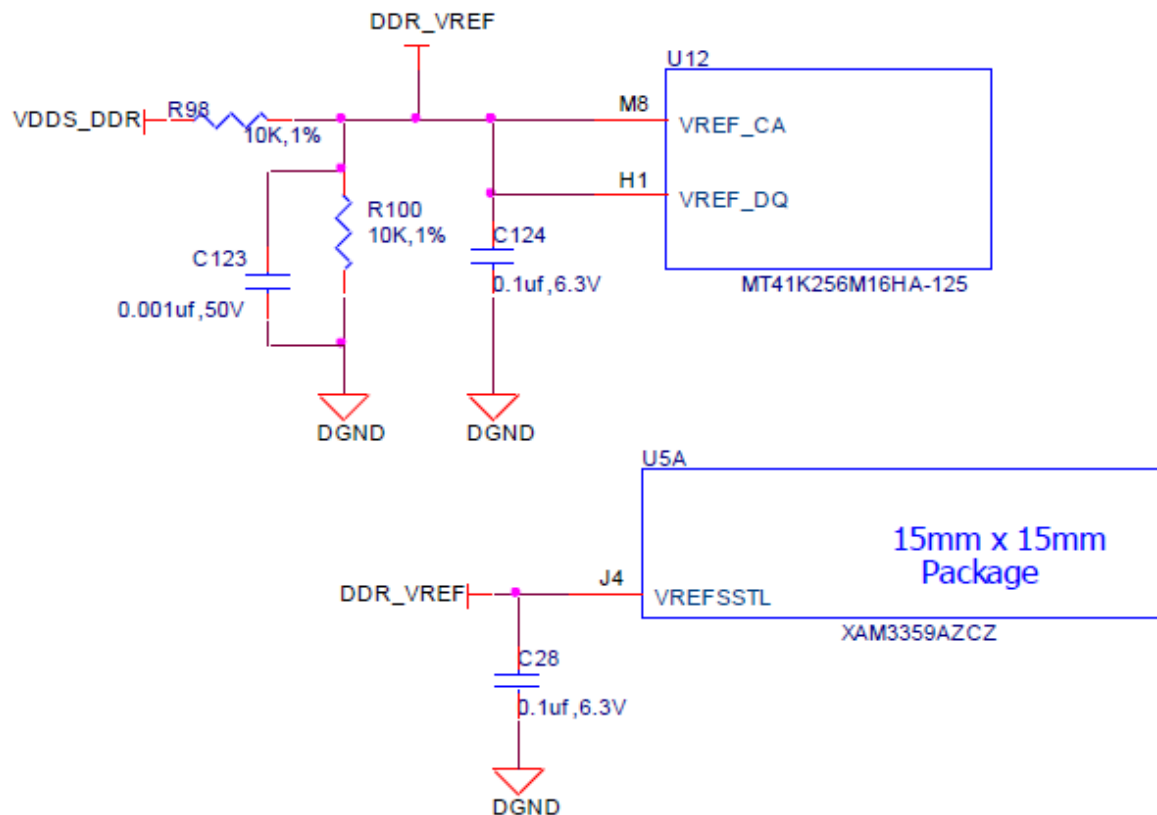 DDR_VREF
U12
VDDS_DDR
R98
10K,1%
M8
VREF_CA
H1
VREF_DQ
R100
10K,1%
C123
0.001uf,50V
C124
0.1uf,6.3V
MT41K256M16HA-125
DGND
DGND
U5A
15mm x 15mm
Package
DDR_VREF
J4
VREFSSTL
XAM3359AZCZ
C28
0.1uf,6.3V
DGND